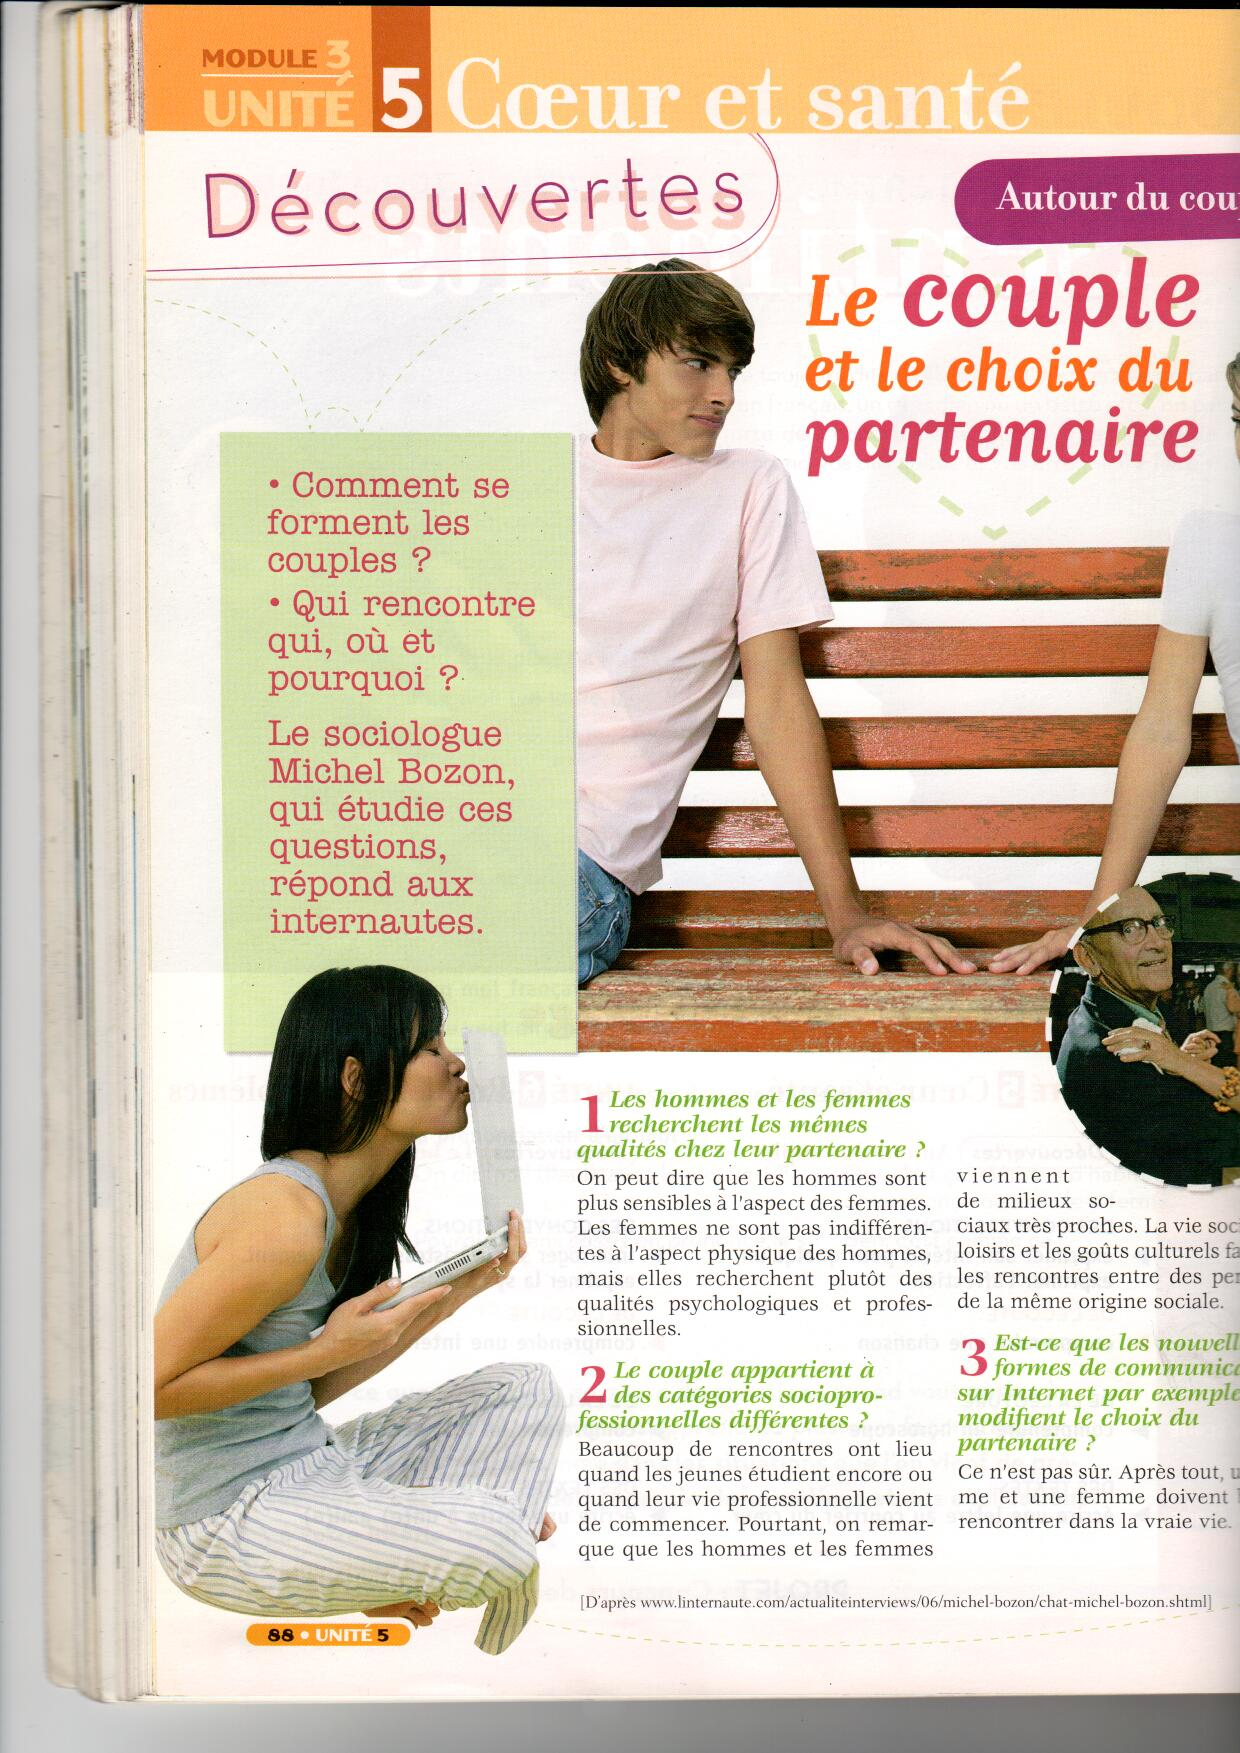 MODULE 3
UNITÉ 5 Cœur et santé
Découvertes
Autour du
Le couple
et le choix du
partenaire
• Comment se
forment les
couples ?
• Qui rencontre
qui, où et
pourquoi ?
Le sociologue
Michel Bozon,
qui étudie ces
questions,
répond aux
internautes.
1 Les hommes et les femmes
recherchent les mêmes
qualités chez leur partenaire ?
On peut dire que les hommes sont
plus sensibles à l'aspect des femmes.
Les femmes ne sont pas indifféren-
tes à l'aspect physique des hommes,
mais elles recherchent plutôt des
qualités psychologiques et profes-
sionnelles.
2 Le couple appartient à
des catégories sociopro-
fessionnelles différentes ?
Beaucoup de rencontres ont lieu
quand les jeunes étudient encore ou
quand leur vie professionnelle vient
de commencer. Pourtant, on remar-
que que les hommes et les femmes
viennent
de milieux so-
ciaux très proches. La vie
loisirs et les goûts culturels
les rencontres entre des
de la même origine sociale.
3 Est-ce que les
formes de
sur Internet par exemple
modifient le choix du
partenaire ?
Ce n'est pas sûr. Après tout,
me et une femme doivent
rencontrer dans la vraie vie.
[D'après www.linternaute.com/actualiteinterviews/06/michel-bozon/chat-michel-bozon.shtml]
88 • UNITÉ 5